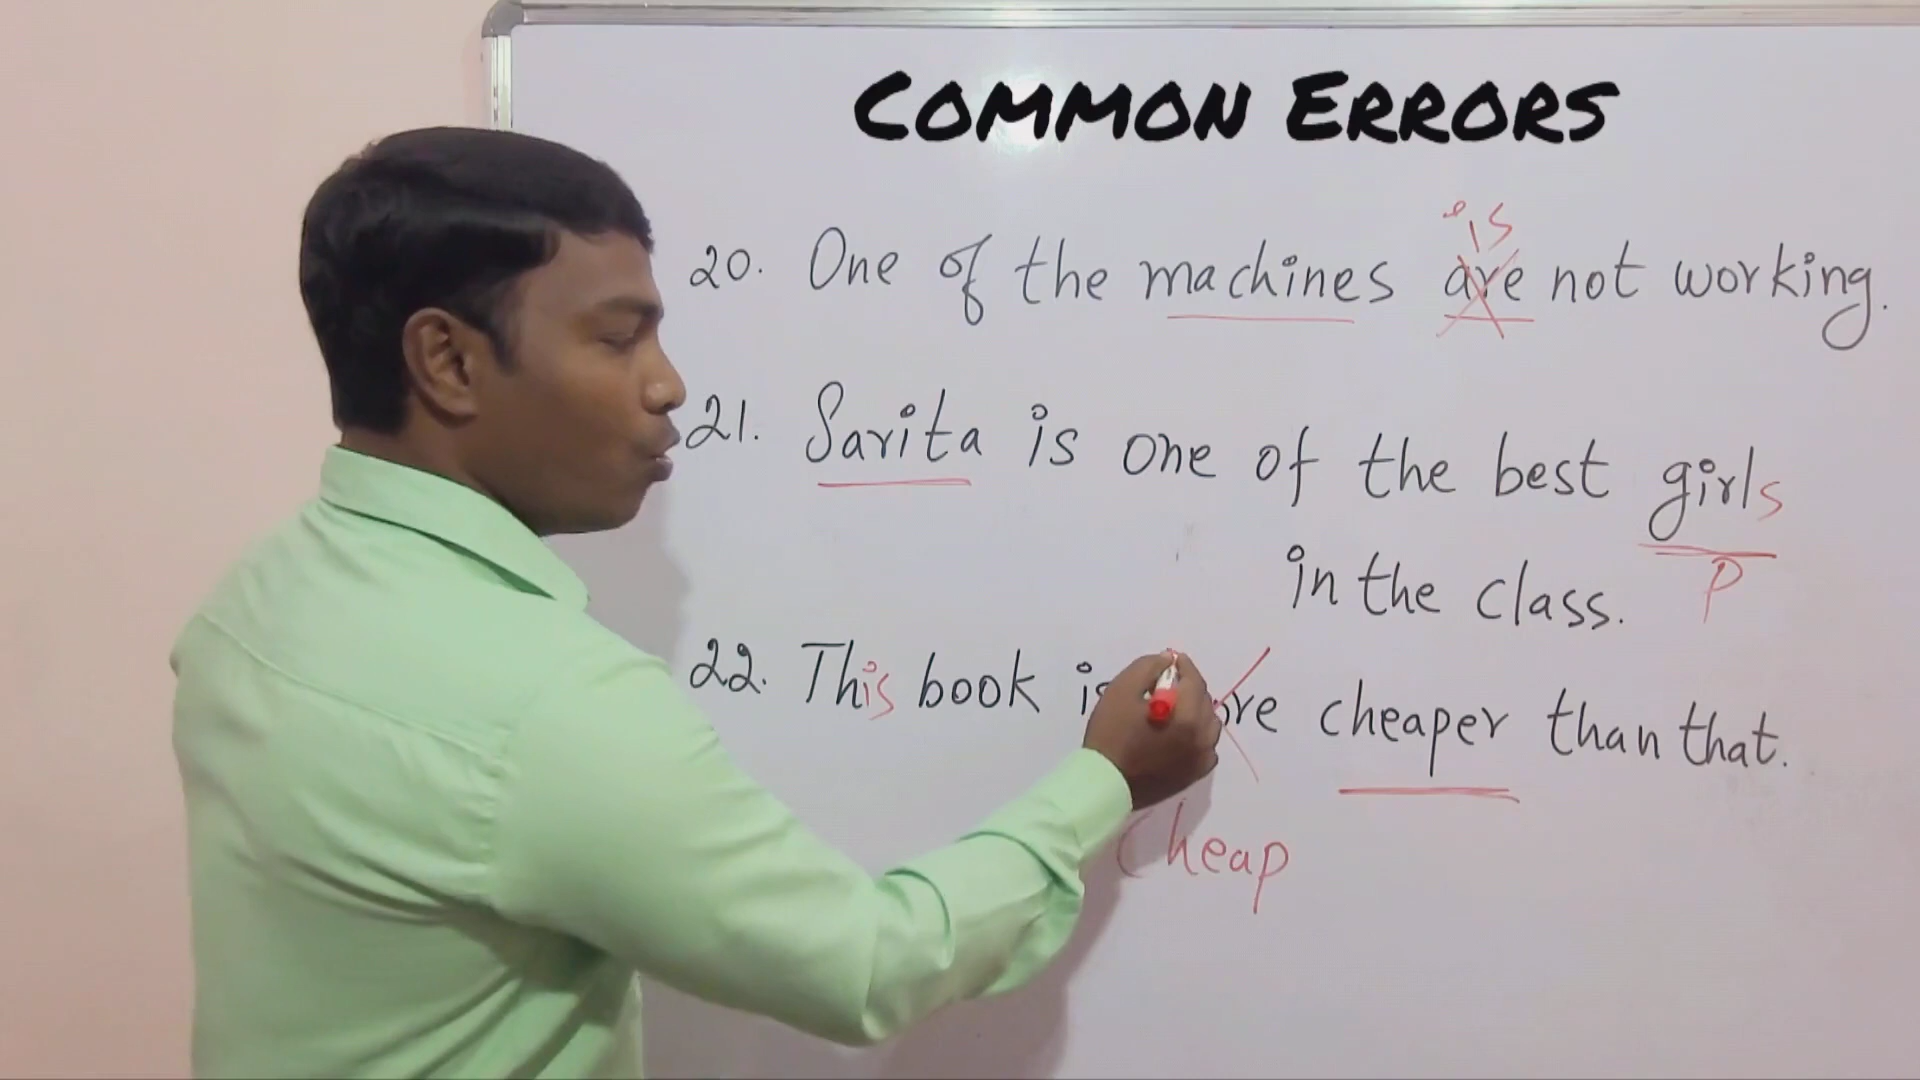 COMMON ERRORS
is
20. One of the machines are not working.
21. Sarita is one of the best girls
in the class.
P
22. This book is cheaper than that.
cheap